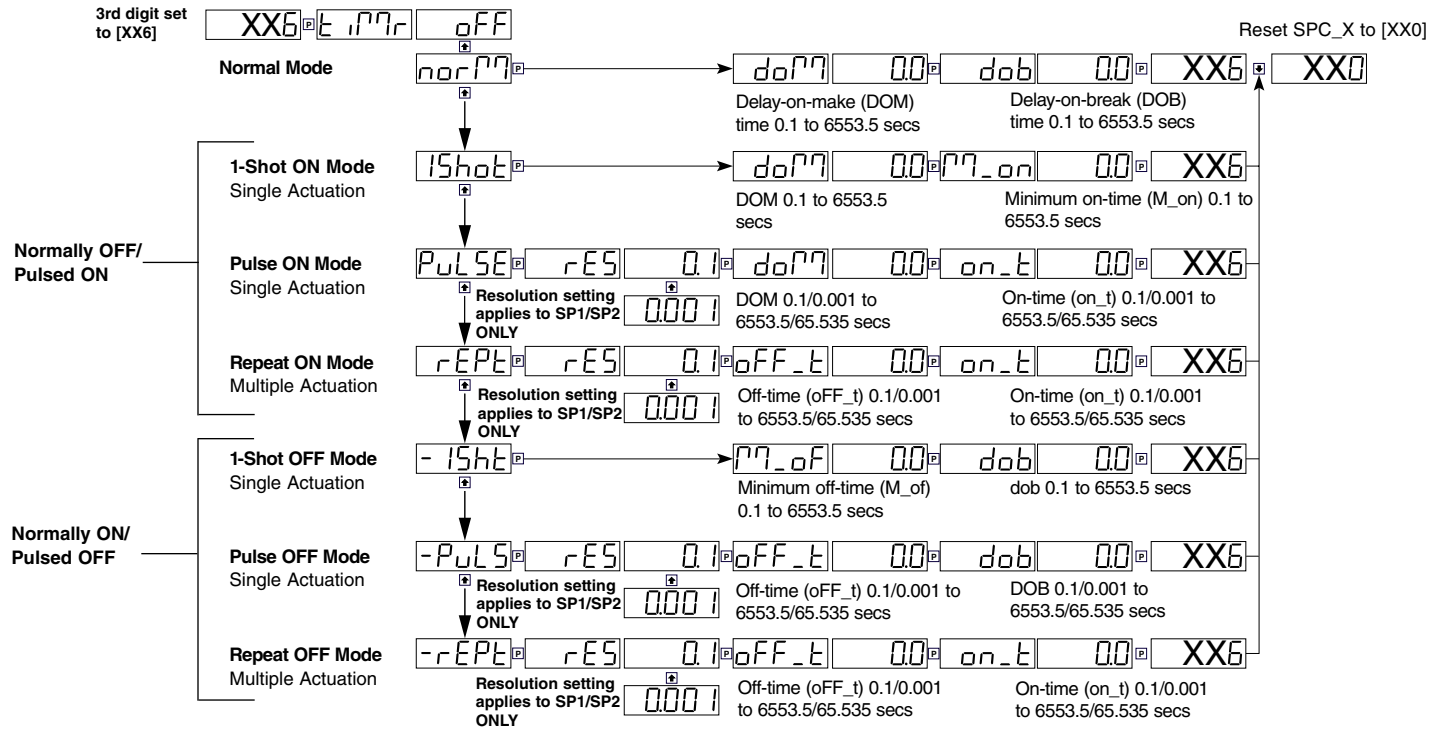 3rd digit set
to [XX6]
XX6 P tiMr oFF
Reset SPC_X to [XX0]
Normal Mode
norM P doM 0.0 P dob 0.0 P XX6 XX0
Delay-on-make (DOM)
time 0.1 to 6553.5 secs
Delay-on-break (DOB)
time 0.1 to 6553.5 secs
1-Shot ON Mode
Single Actuation
1Shot P doM 0.0 P M_on 0.0 P XX6
DOM 0.1 to 6553.5
secs
Minimum on-time (M_on) 0.1 to
6553.5 secs
Normally OFF/
Pulsed ON
Pulse ON Mode
Single Actuation
PuLSE P rES 0.1 P doM 0.0 P on_t 0.0 P XX6
Resolution setting
applies to SP1/SP2
ONLY
0.001
DOM 0.1/0.001 to
6553.5/65.535 secs
On-time (on_t) 0.1/0.001 to
6553.5/65.535 secs
Repeat ON Mode
Multiple Actuation
rEPt P rES 0.1 P oFF_t 0.0 P on_t 0.0 P XX6
Resolution setting
applies to SP1/SP2
ONLY
0.001
Off-time (oFF_t) 0.1/0.001
to 6553.5/65.535 secs
On-time (on_t) 0.1/0.001
to 6553.5/65.535 secs
1-Shot OFF Mode
Single Actuation
-1Sht P M_oF 0.0 P dob 0.0 P XX6
Minimum off-time (M_of)
0.1 to 6553.5 secs
dob 0.1 to 6553.5 secs
Normally ON/
Pulsed OFF
Pulse OFF Mode
Single Actuation
-PuLS P rES 0.1 P oFF_t 0.0 P dob 0.0 P XX6
Resolution setting
applies to SP1/SP2
ONLY
0.001
Off-time (oFF_t) 0.1/0.001 to
6553.5/65.535 secs
DOB 0.1/0.001 to
6553.5/65.535 secs
Repeat OFF Mode
Multiple Actuation
-rEPt P rES 0.1 P oFF_t 0.0 P on_t 0.0 P XX6
Resolution setting
applies to SP1/SP2
ONLY
0.001
Off-time (oFF_t) 0.1/0.001
to 6553.5/65.535 secs
On-time (on_t) 0.1/0.001
to 6553.5/65.535 secs